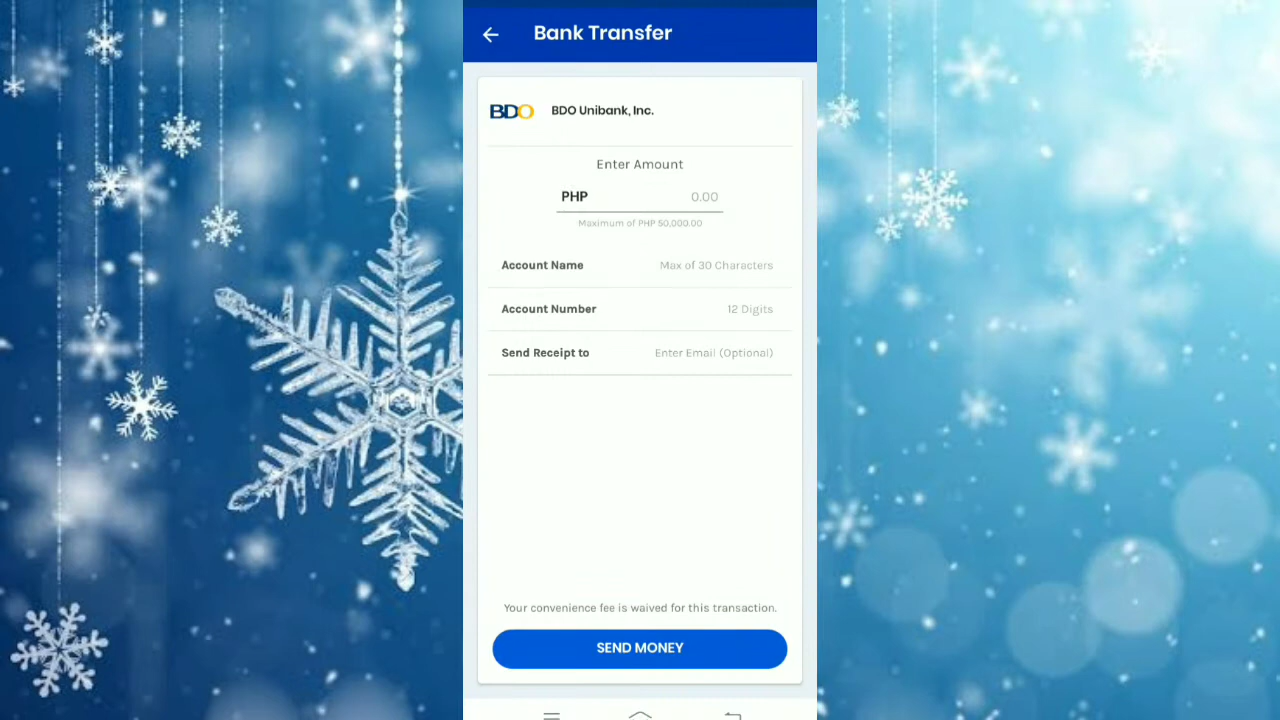 Bank Transfer
BDO BDO Unibank, Inc.
Enter Amount
PHP 0.00
Maximum of PHP 50,000.00
Account Name Max of 30 Characters
Account Number 12 Digits
Send Receipt to Enter Email (Optional)
Your convenience fee is waived for this transaction.
SEND MONEY